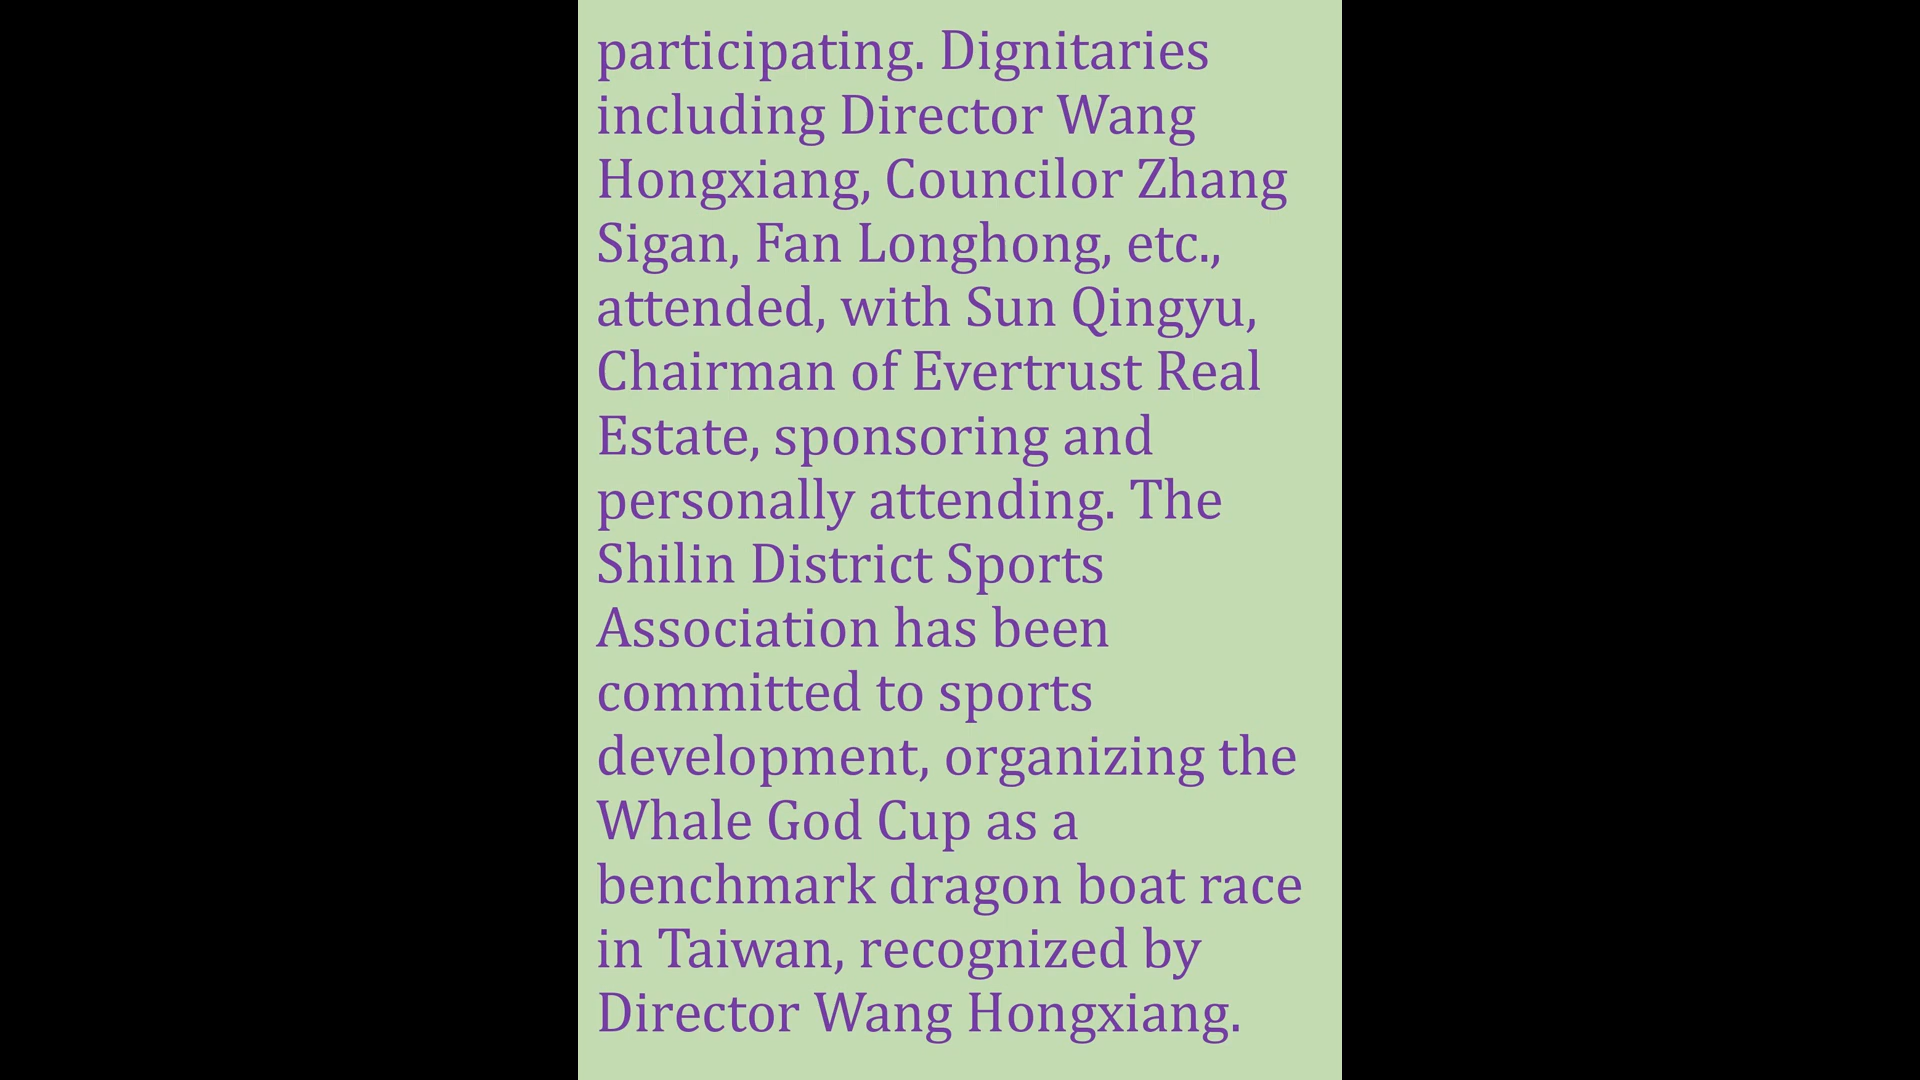 participating. Dignitaries
including Director Wang
Hongxiang, Councilor Zhang
Sigan, Fan Longhong, etc.,
attended, with Sun Qingyu,
Chairman of Evertrust Real
Estate, sponsoring and
personally attending. The
Shilin District Sports
Association has been
committed to sports
development, organizing the
Whale God Cup as a
benchmark dragon boat race
in Taiwan, recognized by
Director Wang Hongxiang.